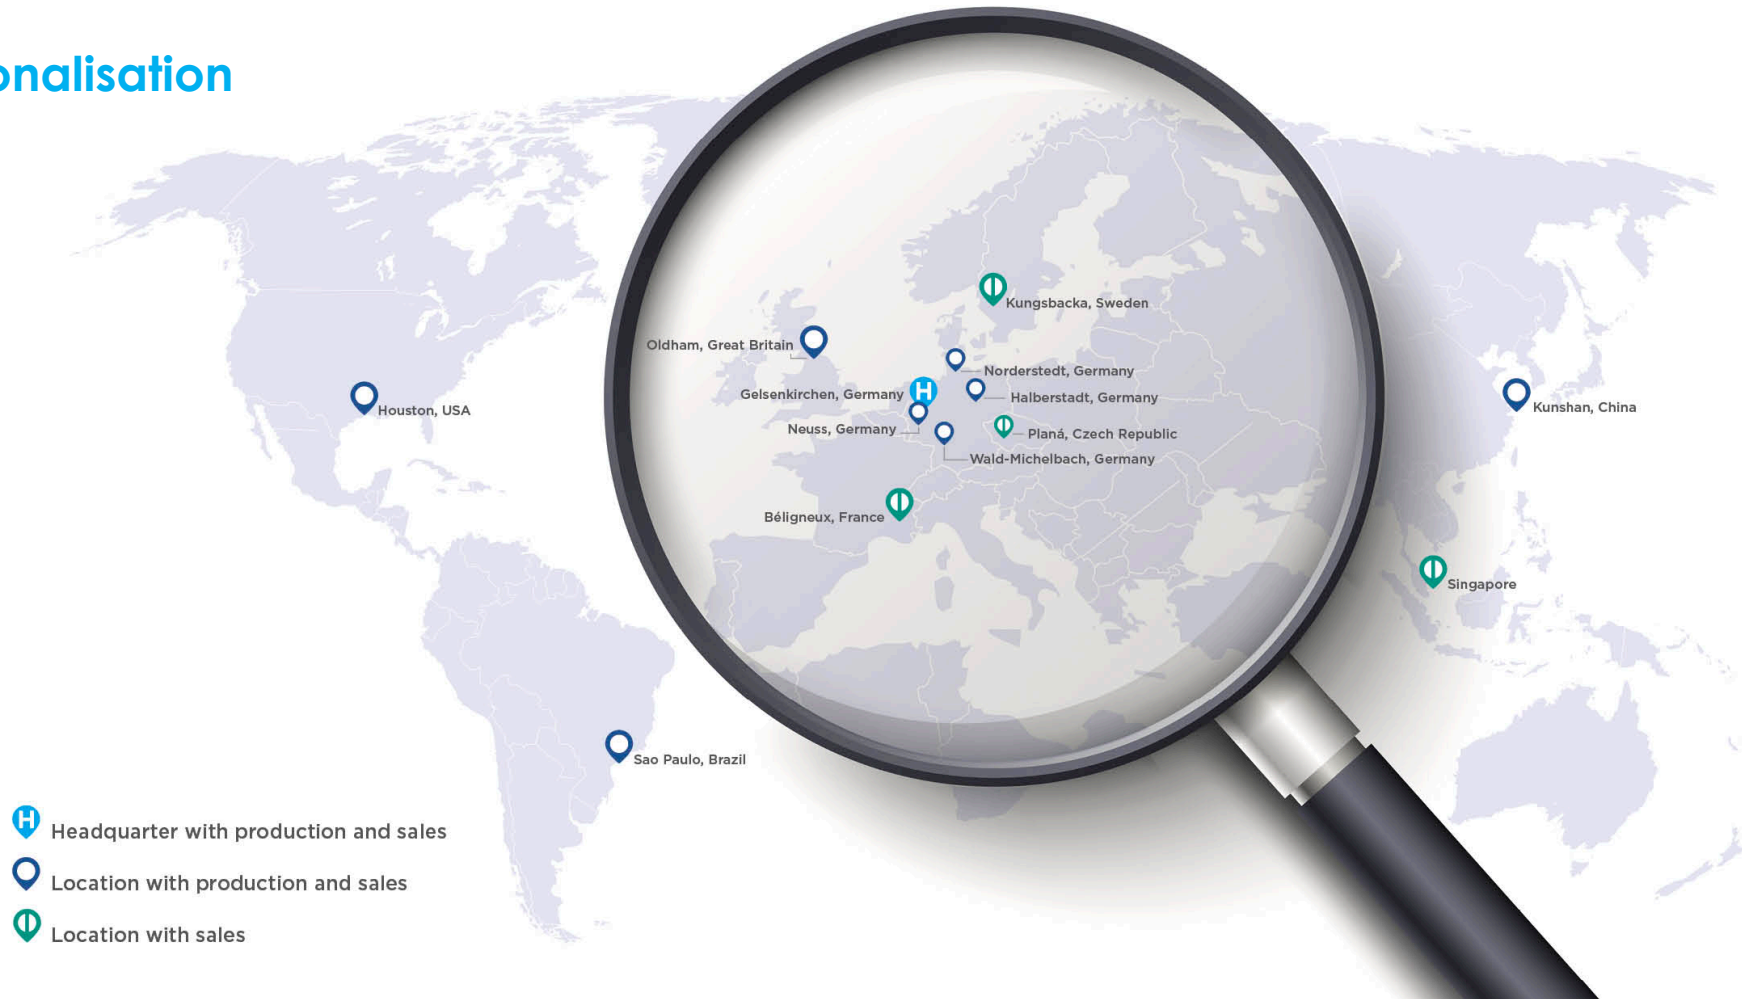 onalisation
Kungsbacka, Sweden
Oldham, Great Britain
Norderstedt, Germany
Gelsenkirchen, Germany
H
Halberstadt, Germany
Houston, USA
Kunshan, China
Neuss, Germany
Planá, Czech Republic
Wald-Michelbach, Germany
Béligneux, France
Singapore
Sao Paulo, Brazil
H Headquarter with production and sales
Location with production and sales
Location with sales